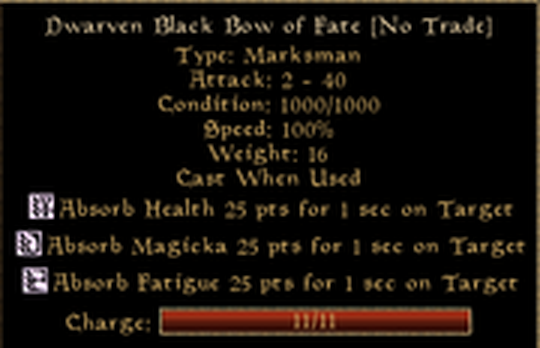 Dwarven Black Bow of Fate [No Trade]
Type: Marksman
Attack: 2 - 40
Condition: 1000/1000
Speed: 100%
Weight: 16
Cast When Used
Absorb Health 25 pts for 1 sec on Target
Absorb Magicka 25 pts for 1 sec on Target
Absorb Fatigue 25 pts for 1 sec on Target
Charge: 11/11